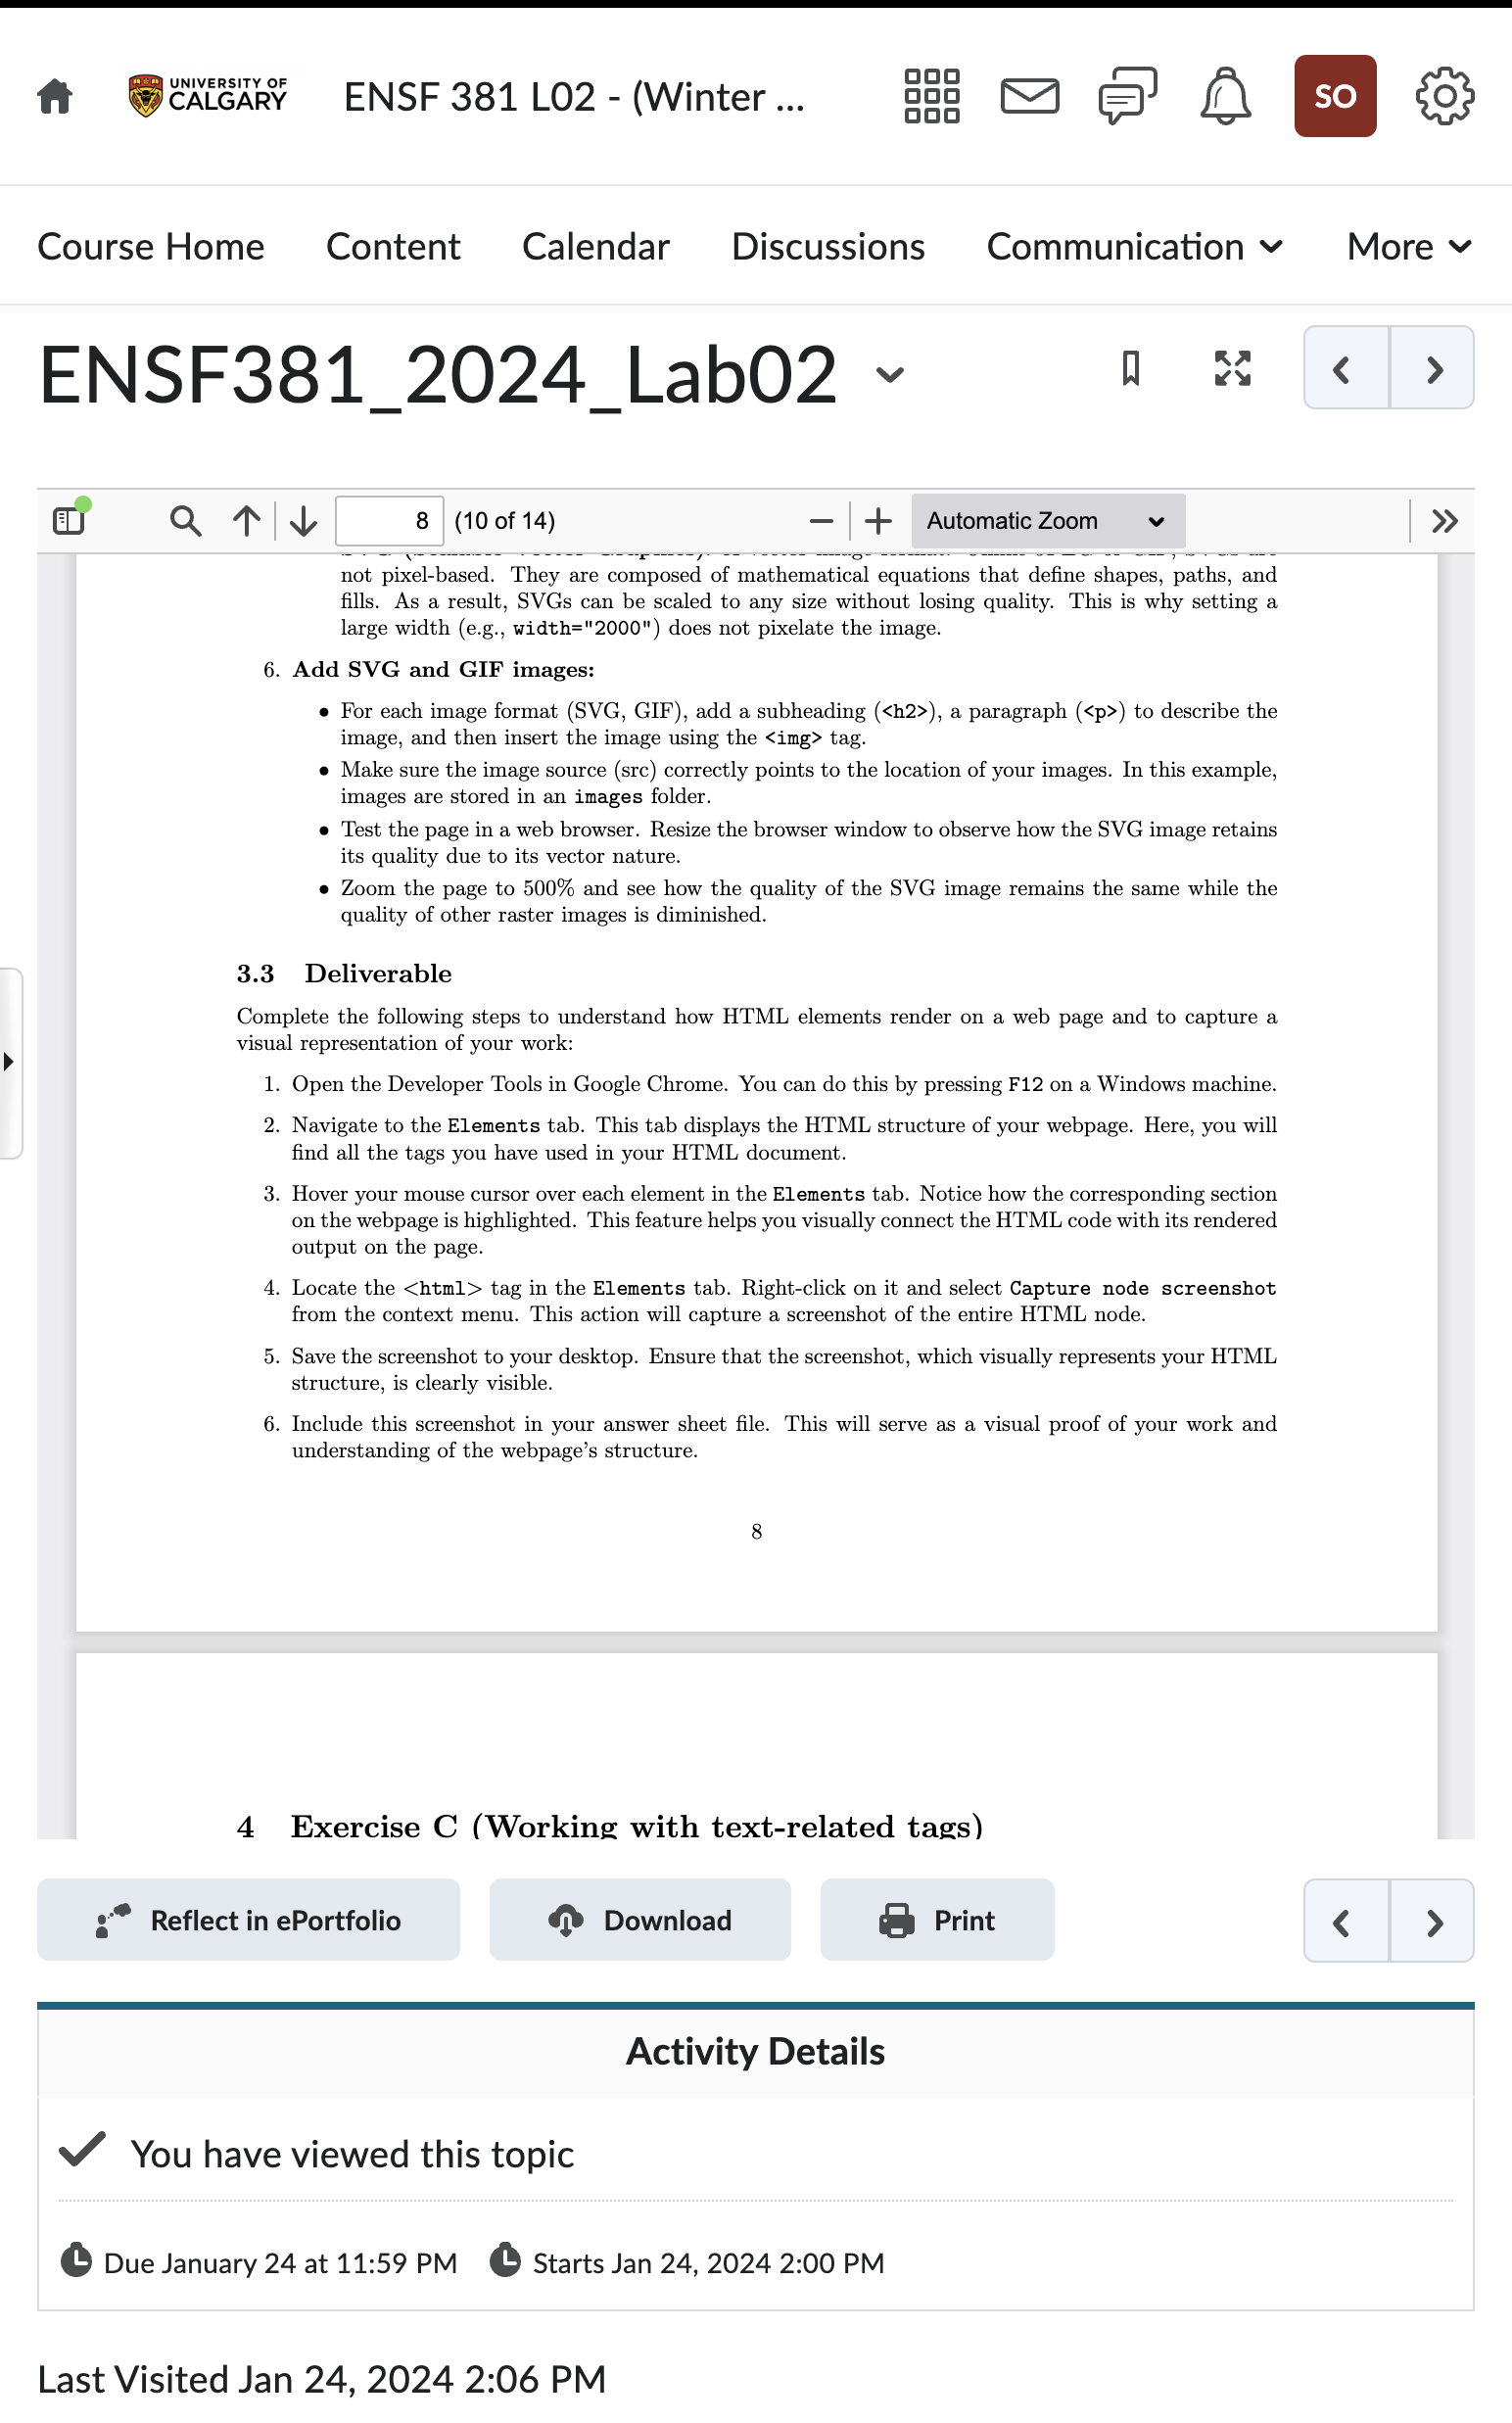 UNIVERSITY OF
CALGARY
ENSF 381 L02 - (Winter ...
SO
Course Home
Content
Calendar
Discussions
Communication
More
ENSF381_2024_Lab02
8
(10 of 14)
Automatic Zoom
not pixel-based. They are composed of mathematical equations that define shapes, paths, and
fills. As a result, SVGs can be scaled to any size without losing quality. This is why setting a
large width (e.g., width="2000") does not pixelate the image.
6. Add SVG and GIF images:
• For each image format (SVG, GIF), add a subheading (<h2>), a paragraph (<p>) to describe the
image, and then insert the image using the <img> tag.
• Make sure the image source (src) correctly points to the location of your images. In this example,
images are stored in an images folder.
• Test the page in a web browser. Resize the browser window to observe how the SVG image retains
its quality due to its vector nature.
• Zoom the page to 500% and see how the quality of the SVG image remains the same while the
quality of other raster images is diminished.
3.3 Deliverable
Complete the following steps to understand how HTML elements render on a web page and to capture a
visual representation of your work:
1. Open the Developer Tools in Google Chrome. You can do this by pressing F12 on a Windows machine.
2. Navigate to the Elements tab. This tab displays the HTML structure of your webpage. Here, you will
find all the tags you have used in your HTML document.
3. Hover your mouse cursor over each element in the Elements tab. Notice how the corresponding section
on the webpage is highlighted. This feature helps you visually connect the HTML code with its rendered
output on the page.
4. Locate the <html> tag in the Elements tab. Right-click on it and select Capture node screenshot
from the context menu. This action will capture a screenshot of the entire HTML node.
5. Save the screenshot to your desktop. Ensure that the screenshot, which visually represents your HTML
structure, is clearly visible.
6. Include this screenshot in your answer sheet file. This will serve as a visual proof of your work and
understanding of the webpage's structure.
8
4 Exercise C (Working with text-related tags)
Reflect in ePortfolio
Download
Print
Activity Details
You have viewed this topic
Due January 24 at 11:59 PM
Starts Jan 24, 2024 2:00 PM
Last Visited Jan 24, 2024 2:06 PM